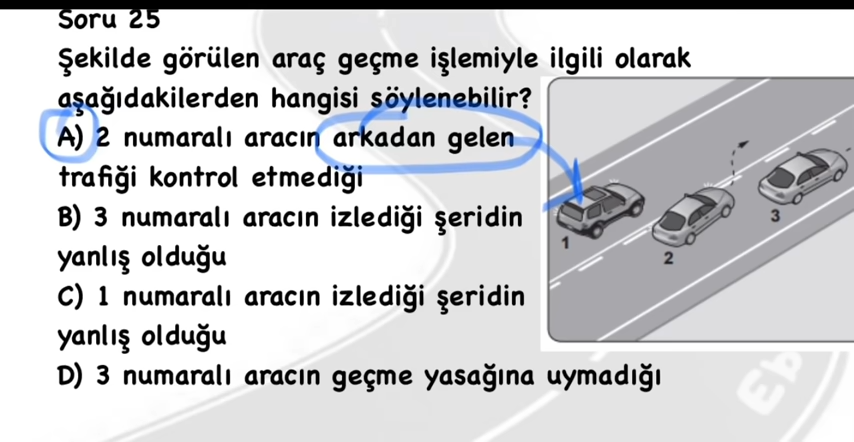 Soru 25
Şekilde görülen araç geçme işlemiyle ilgili olarak
aşağıdakilerden hangisi söylenebilir?
A) 2 numaralı aracın arkadan gelen
trafiği kontrol etmediği
B) 3 numaralı aracın izlediği şeridin
yanlış olduğu
C) 1 numaralı aracın izlediği şeridin
yanlış olduğu
D) 3 numaralı aracın geçme yasağına uymadığı
1
2
3